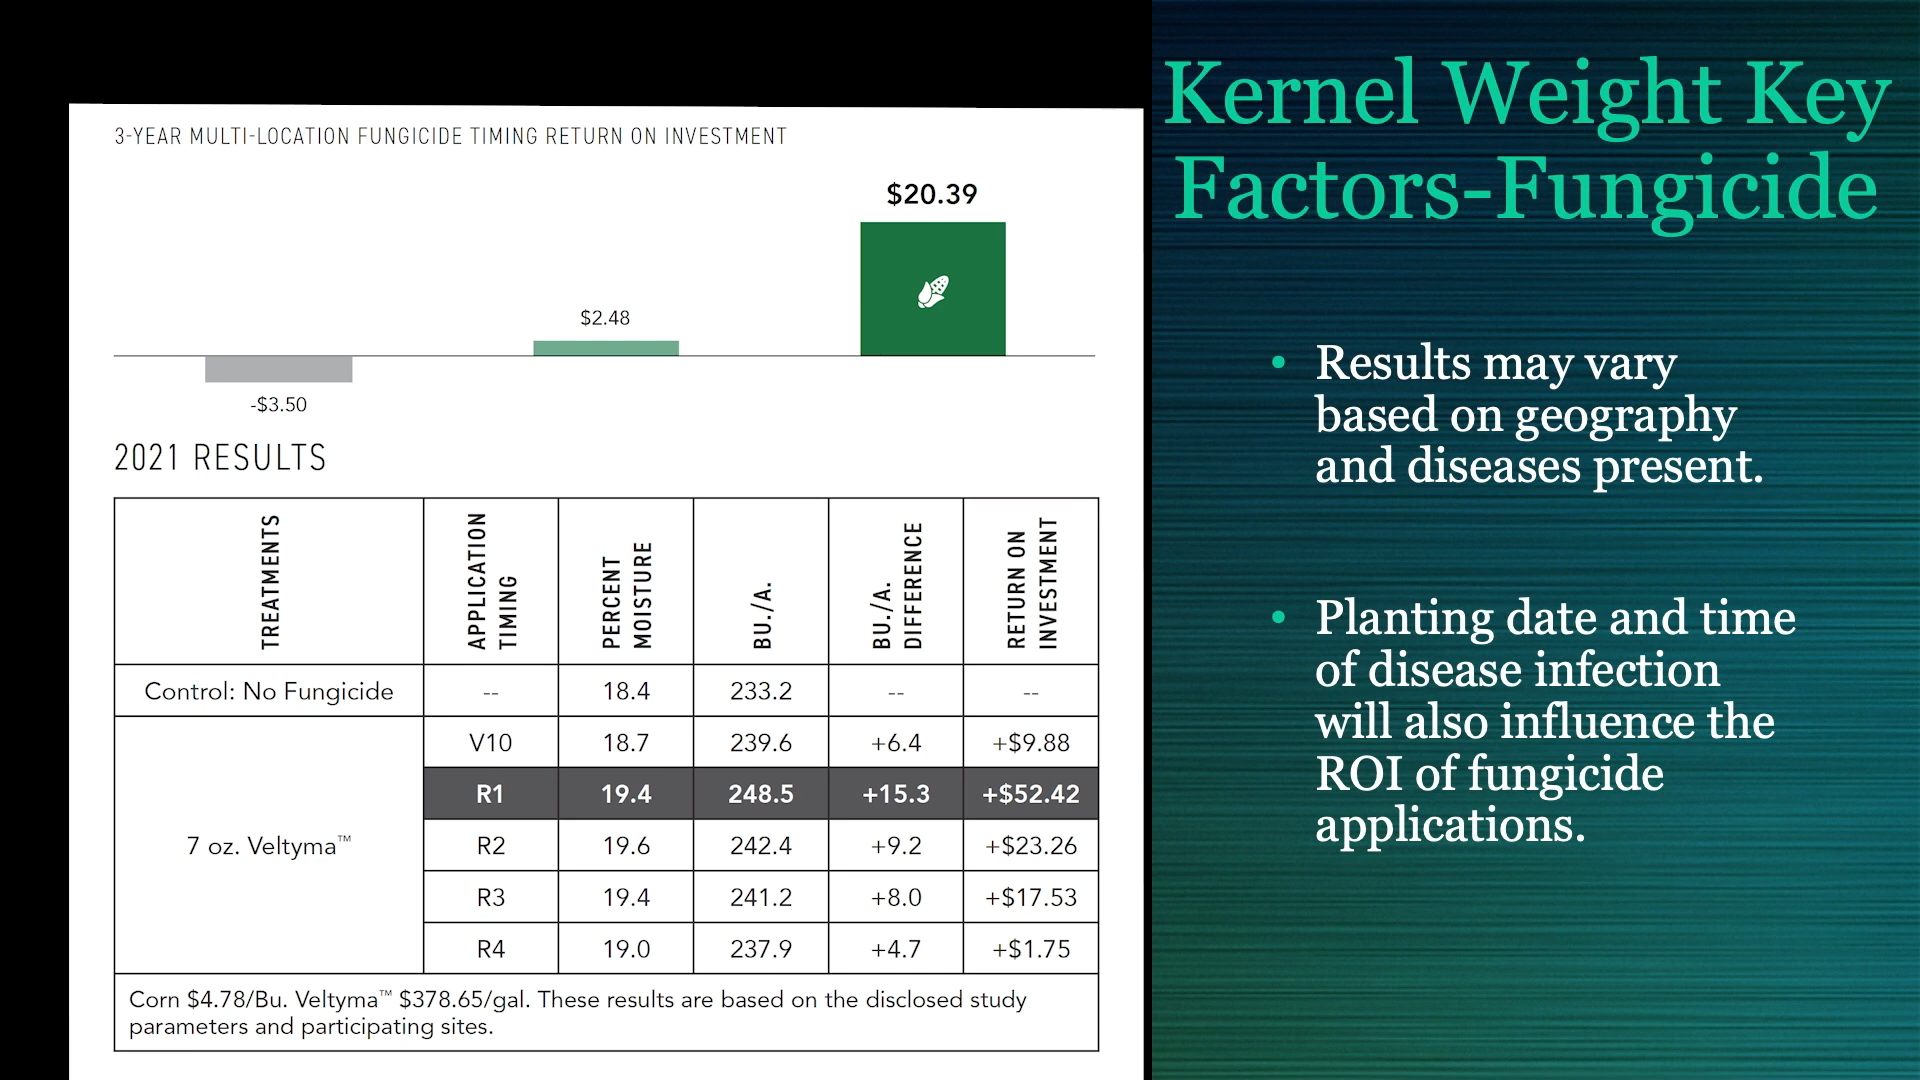 Kernel Weight Key
Factors-Fungicide
3-YEAR MULTI-LOCATION FUNGICIDE TIMING RETURN ON INVESTMENT
$20.39
$2.48
-$3.50
2021 RESULTS
TREATMENTS
APPLICATION
TIMING
PERCENT
MOISTURE
BU./A.
BU./A.
DIFFERENCE
RETURN ON
INVESTMENT
Control: No Fungicide -- 18.4 233.2 -- --
7 oz. Veltyma™
V10 18.7 239.6 +6.4 +$9.88
R1 19.4 248.5 +15.3 +$52.42
R2 19.6 242.4 +9.2 +$23.26
R3 19.4 241.2 +8.0 +$17.53
R4 19.0 237.9 +4.7 +$1.75
Corn $4.78/Bu. Veltyma™ $378.65/gal. These results are based on the disclosed study
parameters and participating sites.
• Results may vary
based on geography
and diseases present.
• Planting date and time
of disease infection
will also influence the
ROI of fungicide
applications.